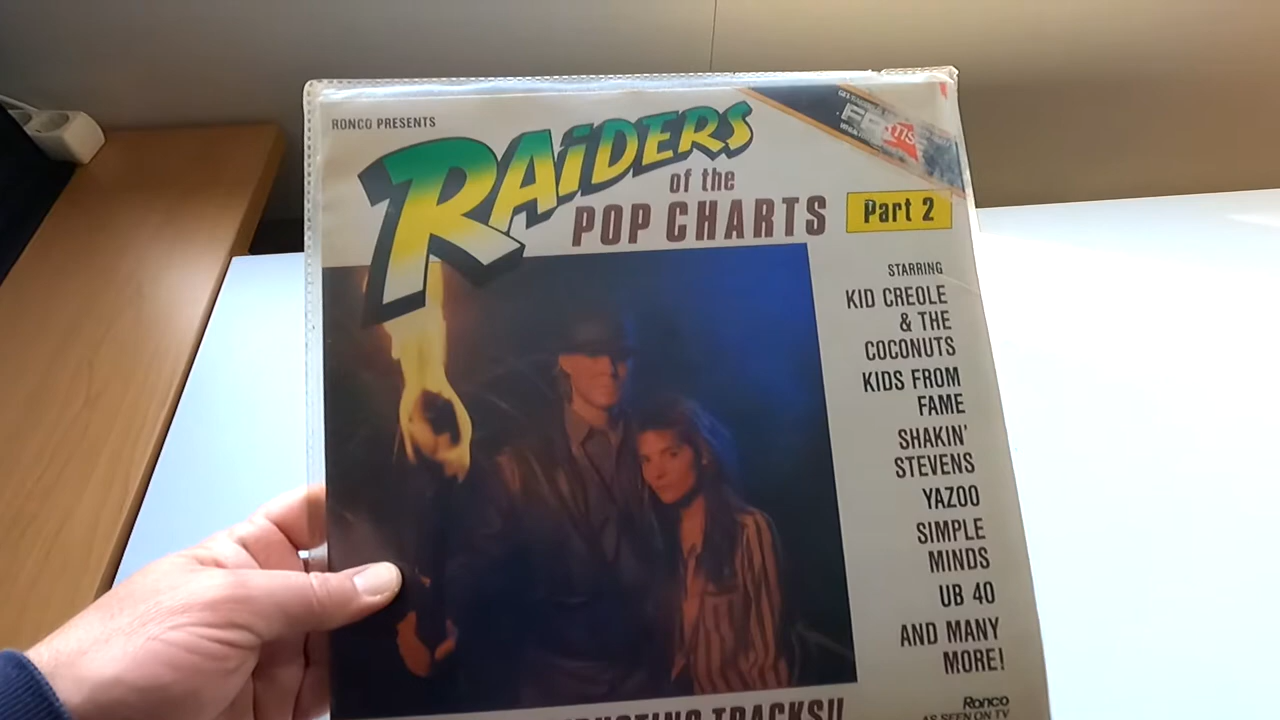 RONCO PRESENTS
RAiDERS
of the
POP CHARTS
Part 2
STARRING
KID CREOLE
& THE
COCONUTS
KIDS FROM
FAME
SHAKIN'
STEVENS
YAZOO
SIMPLE
MINDS
UB 40
AND MANY
MORE!
TRACKS!!
Ronco
AS SEEN ON TV